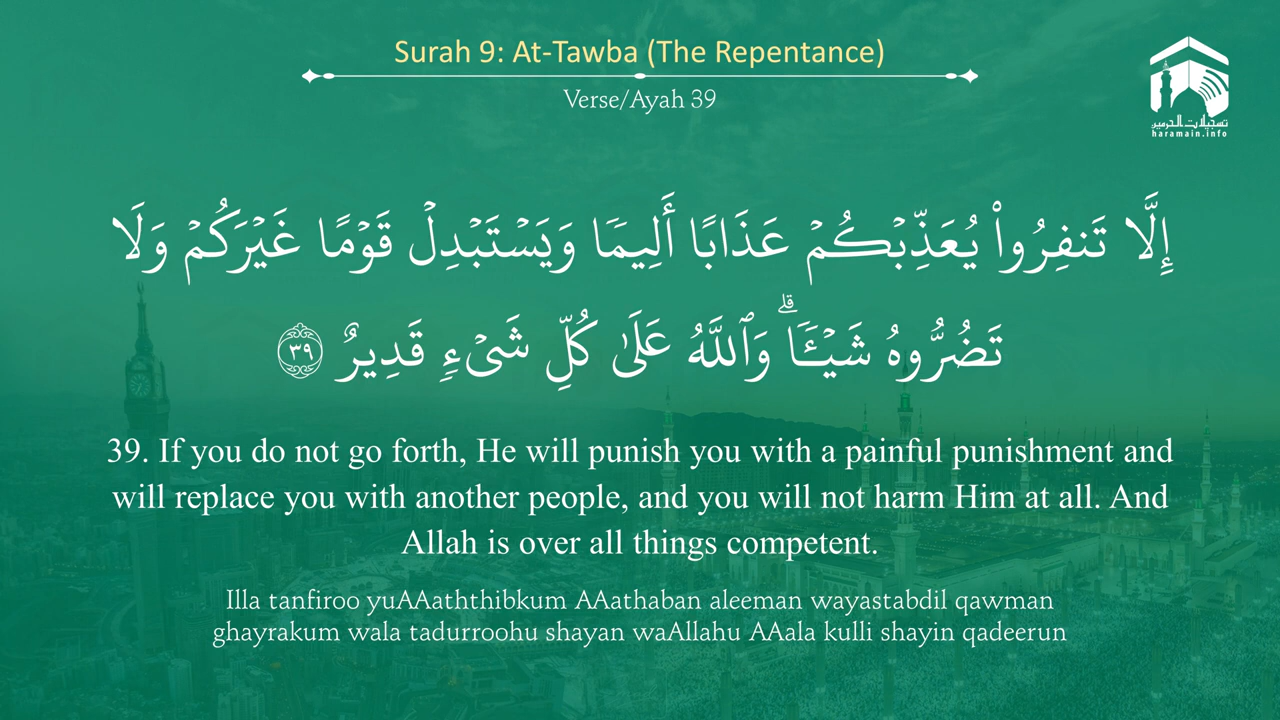 Surah 9: At-Tawba (The Repentance)
Verse/Ayah 39
تسجيلات الحرمين
haramain.info
إِلَّا تَنفِرُوا۟ يُعَذِّبْكُمْ عَذَابًا أَلِيمًا وَيَسْتَبْدِلْ قَوْمًا غَيْرَكُمْ وَلَا
تَضُرُّوهُ شَيْـًٔا ۗ وَٱللَّهُ عَلَىٰ كُلِّ شَىْءٍ قَدِيرٌ ٣٩
39. If you do not go forth, He will punish you with a painful punishment and
will replace you with another people, and you will not harm Him at all. And
Allah is over all things competent.
Illa tanfiroo yuAAaththibkum AAathaban aleeman wayastabdil qawman
ghayrakum wala tadurroohu shayan waAllahu AAala kulli shayin qadeerun